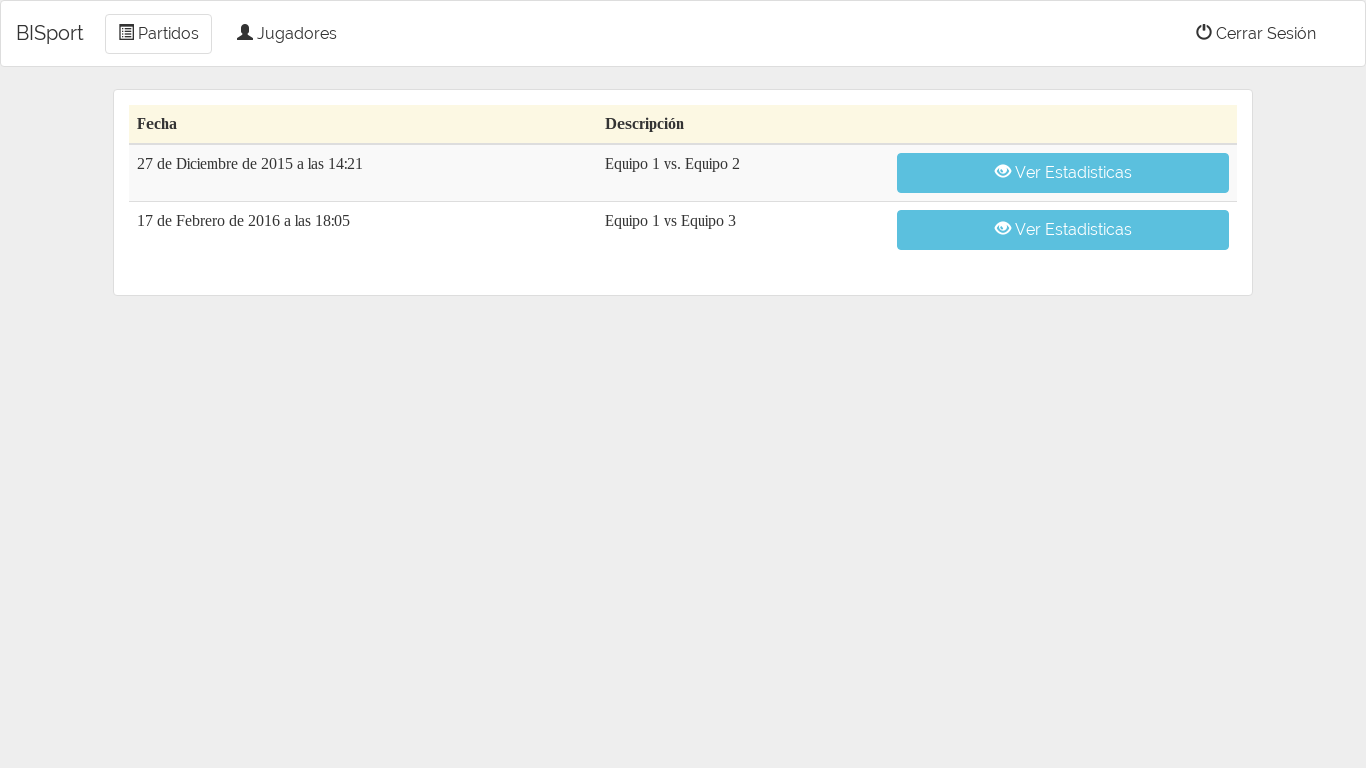 BISport Partidos Jugadores Cerrar Sesión
Fecha Descripción
27 de Diciembre de 2015 a las 14:21 Equipo 1 vs. Equipo 2 Ver Estadisticas
17 de Febrero de 2016 a las 18:05 Equipo 1 vs Equipo 3 Ver Estadisticas